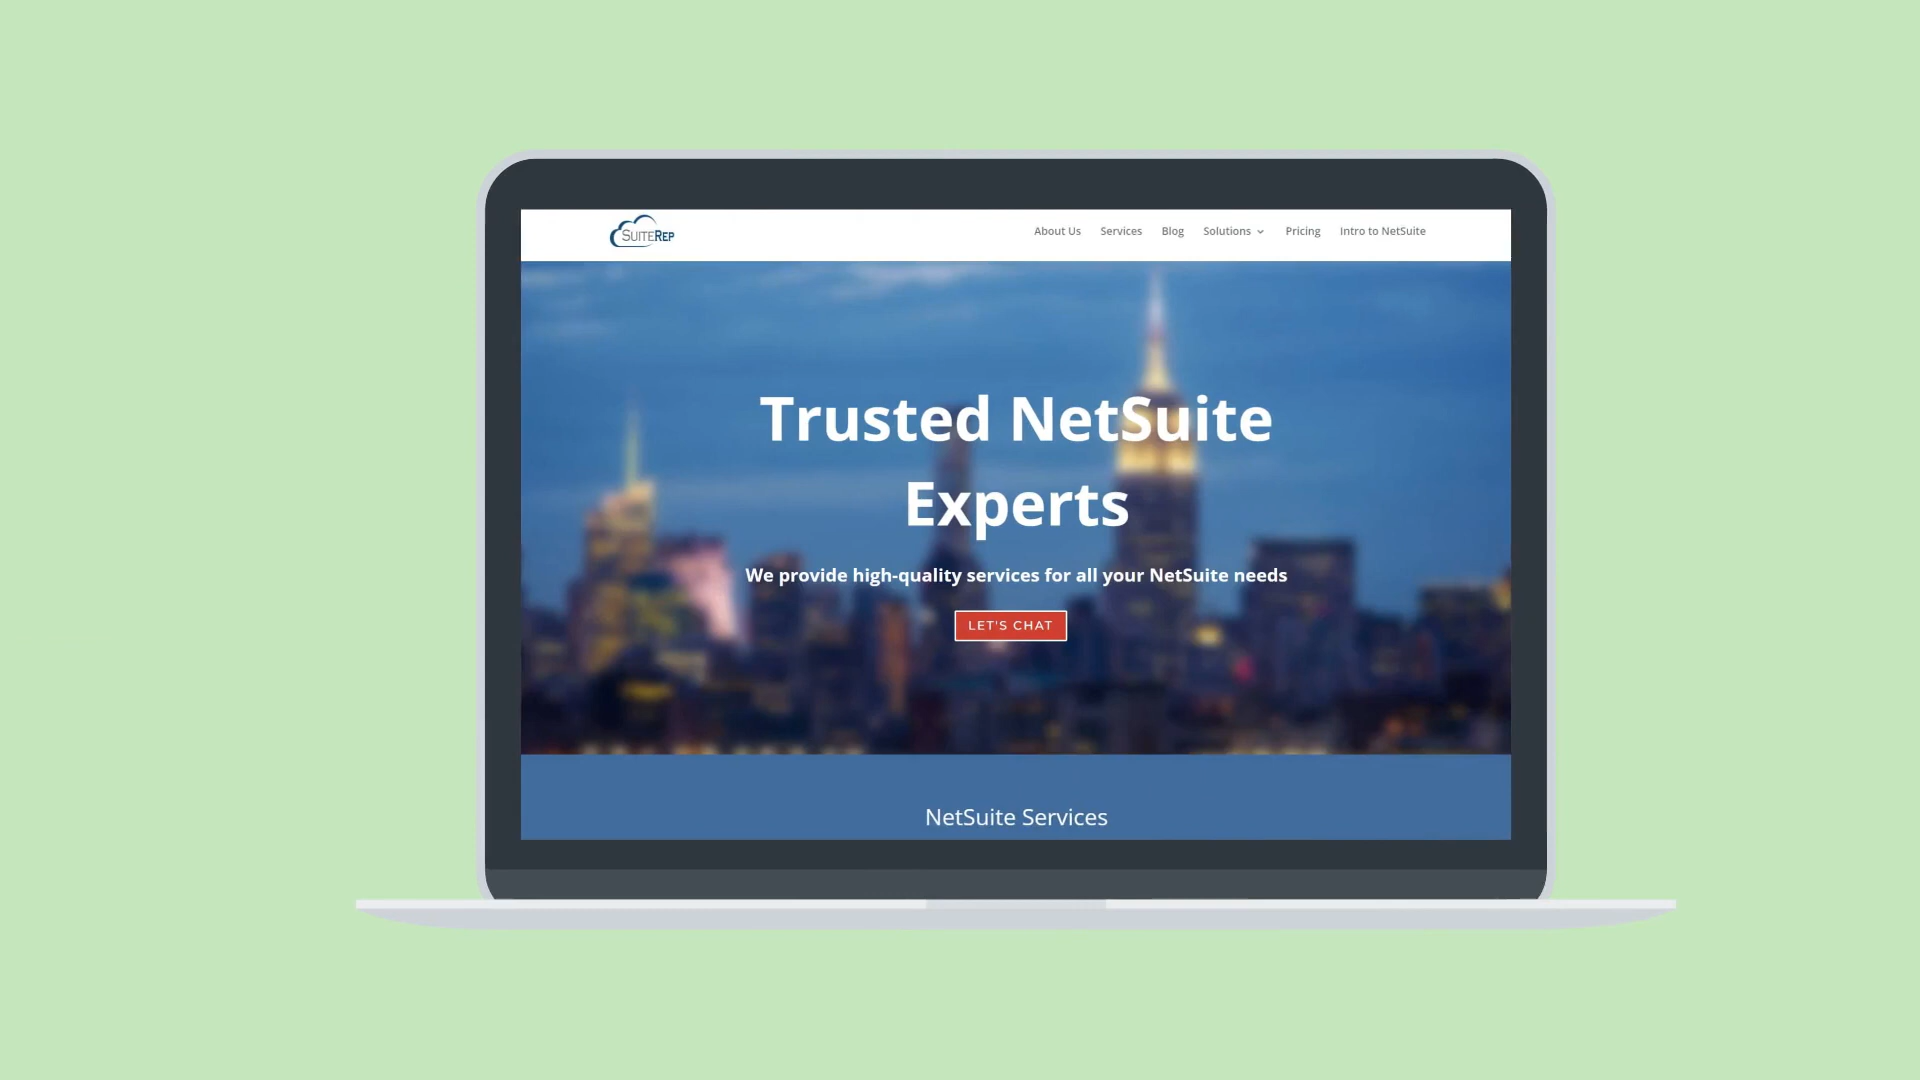 SUITEREP
About Us Services Blog Solutions Pricing Intro to NetSuite
Trusted NetSuite
Experts
We provide high-quality services for all your NetSuite needs
LET'S CHAT
NetSuite Services